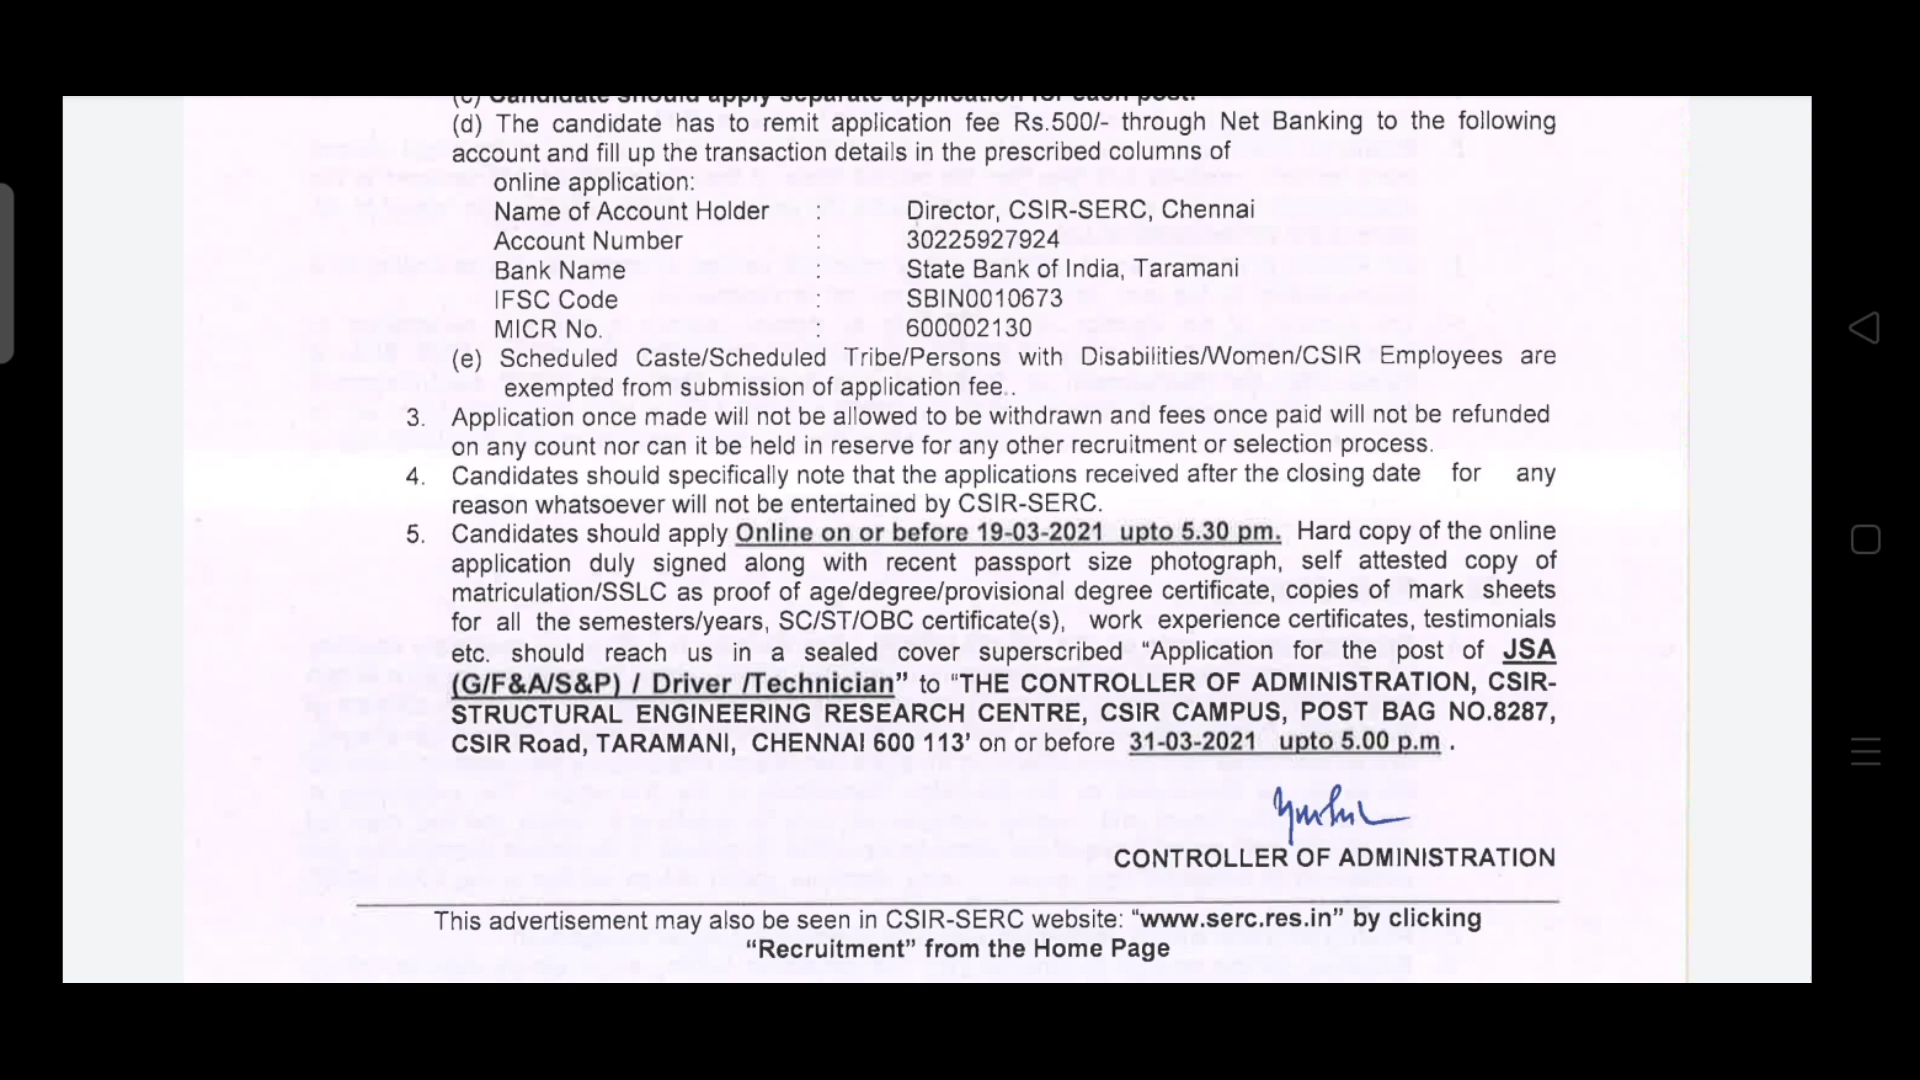 (c) Candidate should apply separate application for each post.
(d) The candidate has to remit application fee Rs.500/- through Net Banking to the following
account and fill up the transaction details in the prescribed columns of
online application:
Name of Account Holder : Director, CSIR-SERC, Chennai
Account Number : 30225927924
Bank Name : State Bank of India, Taramani
IFSC Code : SBIN0010673
MICR No. : 600002130
(e) Scheduled Caste/Scheduled Tribe/Persons with Disabilities/Women/CSIR Employees are
exempted from submission of application fee..
3. Application once made will not be allowed to be withdrawn and fees once paid will not be refunded
on any count nor can it be held in reserve for any other recruitment or selection process.
4. Candidates should specifically note that the applications received after the closing date for any
reason whatsoever will not be entertained by CSIR-SERC.
5. Candidates should apply Online on or before 19-03-2021 upto 5.30 pm. Hard copy of the online
application duly signed along with recent passport size photograph, self attested copy of
matriculation/SSLC as proof of age/degree/provisional degree certificate, copies of mark sheets
for all the semesters/years, SC/ST/OBC certificate(s), work experience certificates, testimonials
etc. should reach us in a sealed cover superscribed “Application for the post of JSA
(G/F&A/S&P) / Driver /Technician” to “THE CONTROLLER OF ADMINISTRATION, CSIR-
STRUCTURAL ENGINEERING RESEARCH CENTRE, CSIR CAMPUS, POST BAG NO.8287,
CSIR Road, TARAMANI, CHENNAI 600 113' on or before 31-03-2021 upto 5.00 p.m .
CONTROLLER OF ADMINISTRATION
This advertisement may also be seen in CSIR-SERC website: “www.serc.res.in” by clicking
“Recruitment” from the Home Page